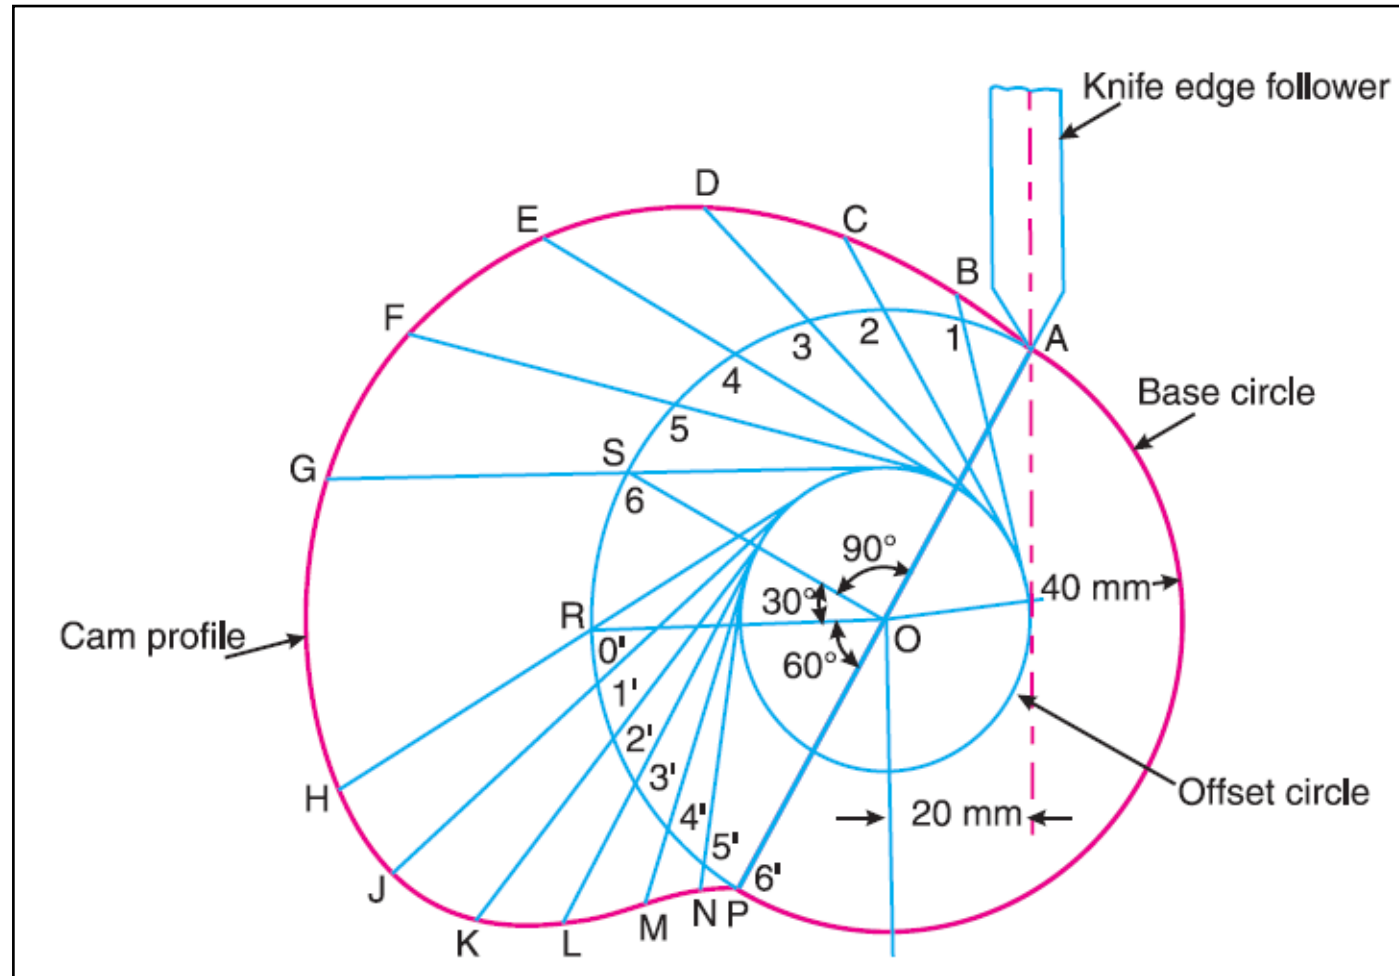 Knife edge follower
D
E
C
B
F
1
2
3
A
4
Base circle
5
G
S
6
90°
40 mm
30°
R
O
Cam profile
0'
60°
1'
2'
3'
H
Offset circle
20 mm
4'
5'
6'
J
K
L
M
N
P